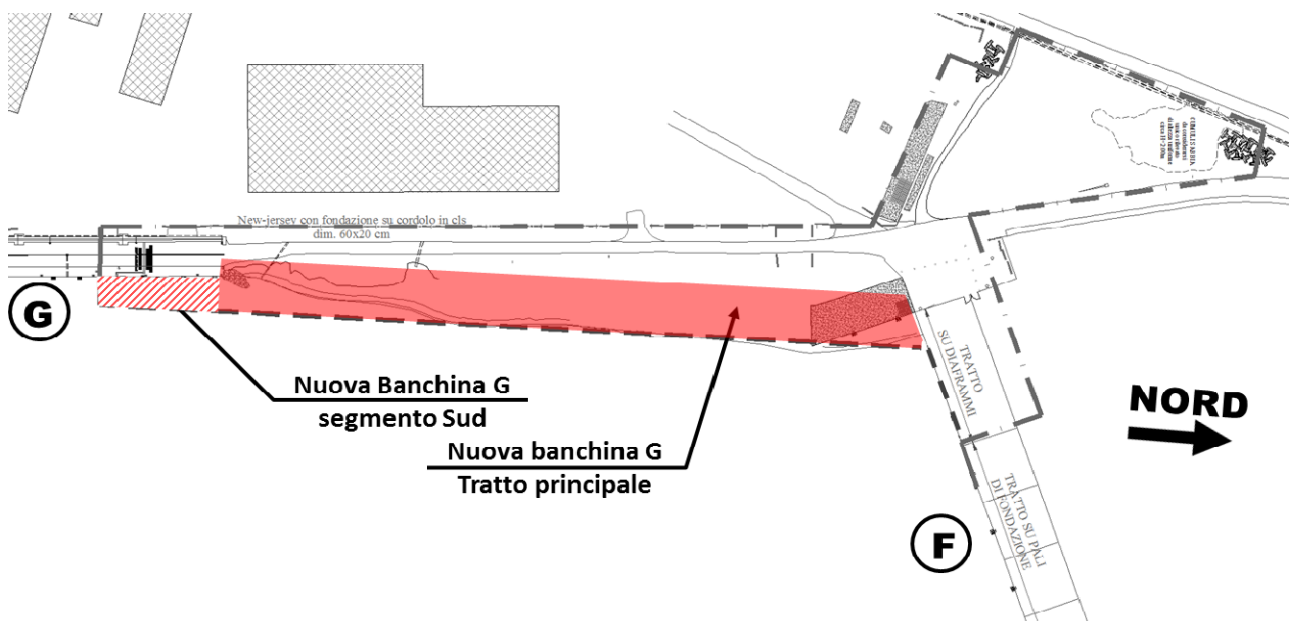 New-jersey con fondazione su cordolo in cls
dim. 60x20 cm
G
Nuova Banchina G
segmento Sud
Nuova banchina G
Tratto principale
TRATTO
SU DIAFRAMMI
NORD
F
TRATTO SU PALI
DI FONDAZIONE